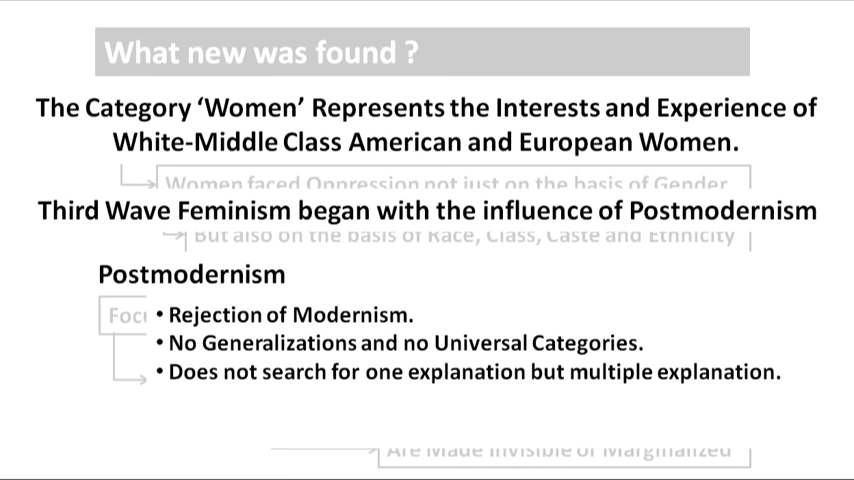 What new was found ?
The Category ‘Women’ Represents the Interests and Experience of
White-Middle Class American and European Women.
Women faced Oppression not just on the basis of Gender
Third Wave Feminism began with the influence of Postmodernism
But also on the basis of Race, Class, Caste and Ethnicity
Postmodernism
• Rejection of Modernism.
• No Generalizations and no Universal Categories.
• Does not search for one explanation but multiple explanation.
Are Made Invisible or Marginalized